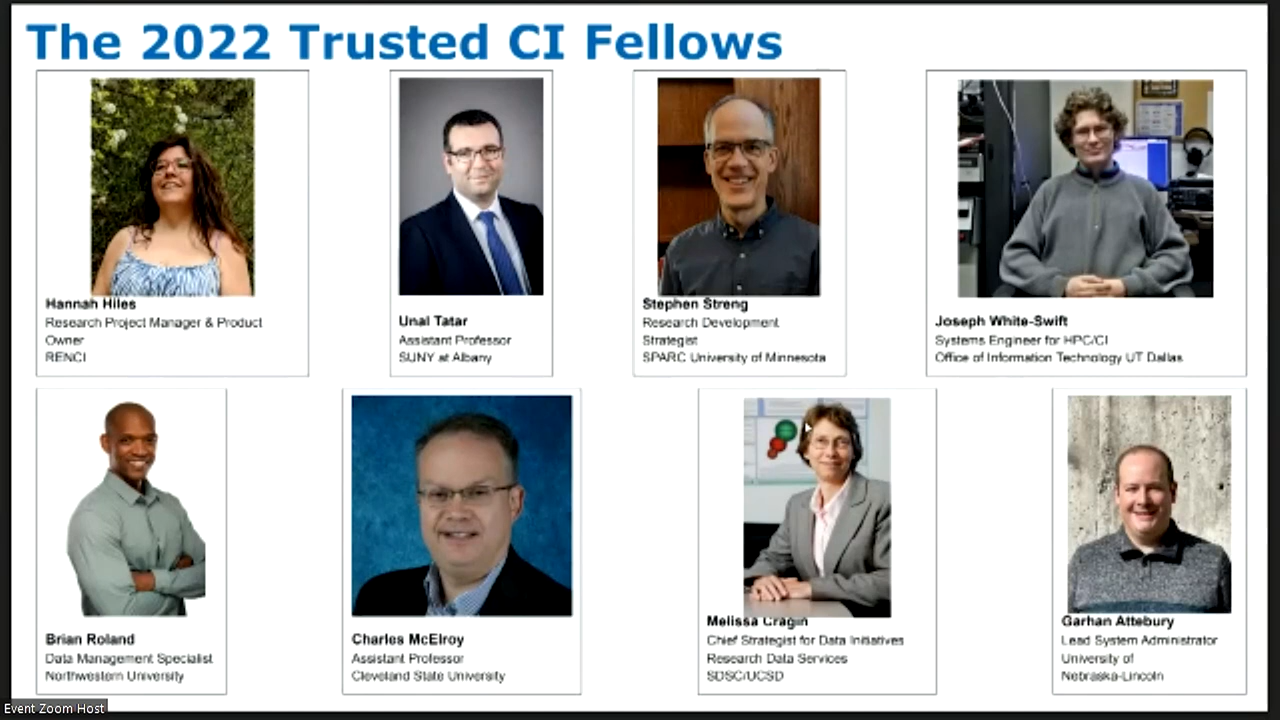 The 2022 Trusted CI Fellows
Hannah Hiles
Research Project Manager & Product
Owner
RENCI
Unal Tatar
Assistant Professor
SUNY at Albany
Stephen Streng
Research Development
Strategist
SPARC University of Minnesota
Joseph White-Swift
Systems Engineer for HPC/CI
Office of Information Technology UT Dallas
Brian Roland
Data Management Specialist
Northwestern University
Charles McElroy
Assistant Professor
Cleveland State University
Melissa Cragin
Chief Strategist for Data Initiatives
Research Data Services
SDSC/UCSD
Garhan Attebury
Lead System Administrator
University of
Nebraska-Lincoln
Event Zoom Host